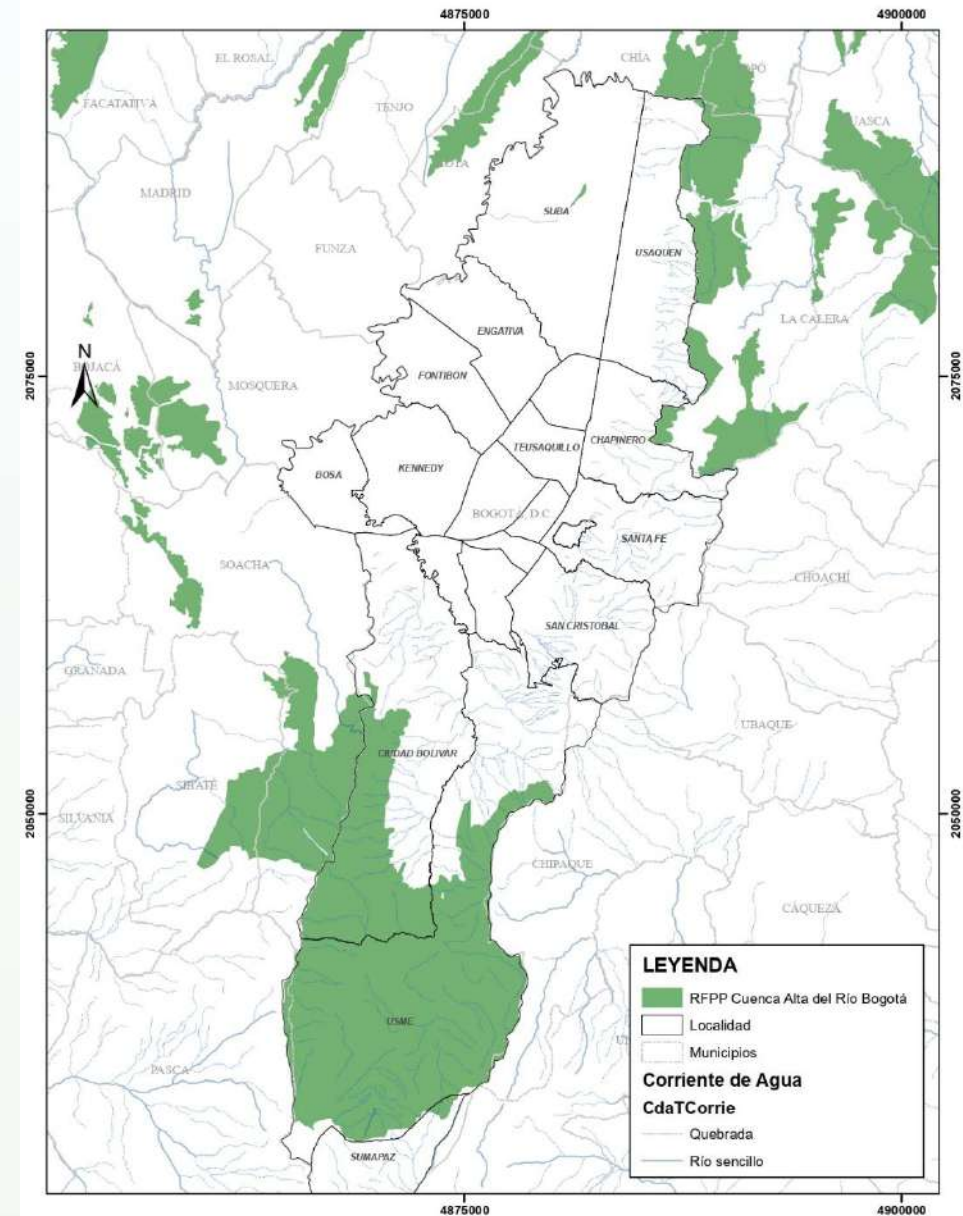 4875000
4900000
EL ROSAL
CHÍA
FACATATIVA
TENJO
MADRID
SUBA
FUNZA
USAQUEN
LA CALERA
ENGATIVA
2075000
2075000
N
BOJACÁ
FONTIBON
MOSQUERA
TEUSAQUILLO
CHAPINERO
BOSA
KENNEDY
BOGOTÁ, D.C
SANTA FE
SOACHA
CHOACHÍ
SAN CRISTOBAL
GRANADA
UBAQUE
CIUDAD BOLIVAR
SIBATÉ
2050000
2050000
SILVANIA
CHIPAQUE
CÁQUEZA
LEYENDA
RFPP Cuenca Alta del Río Bogotá
Localidad
Municipios
Corriente de Agua
CdaTCorrie
Quebrada
Río sencillo
USME
PASCA
SUMAPAZ
4875000
4900000